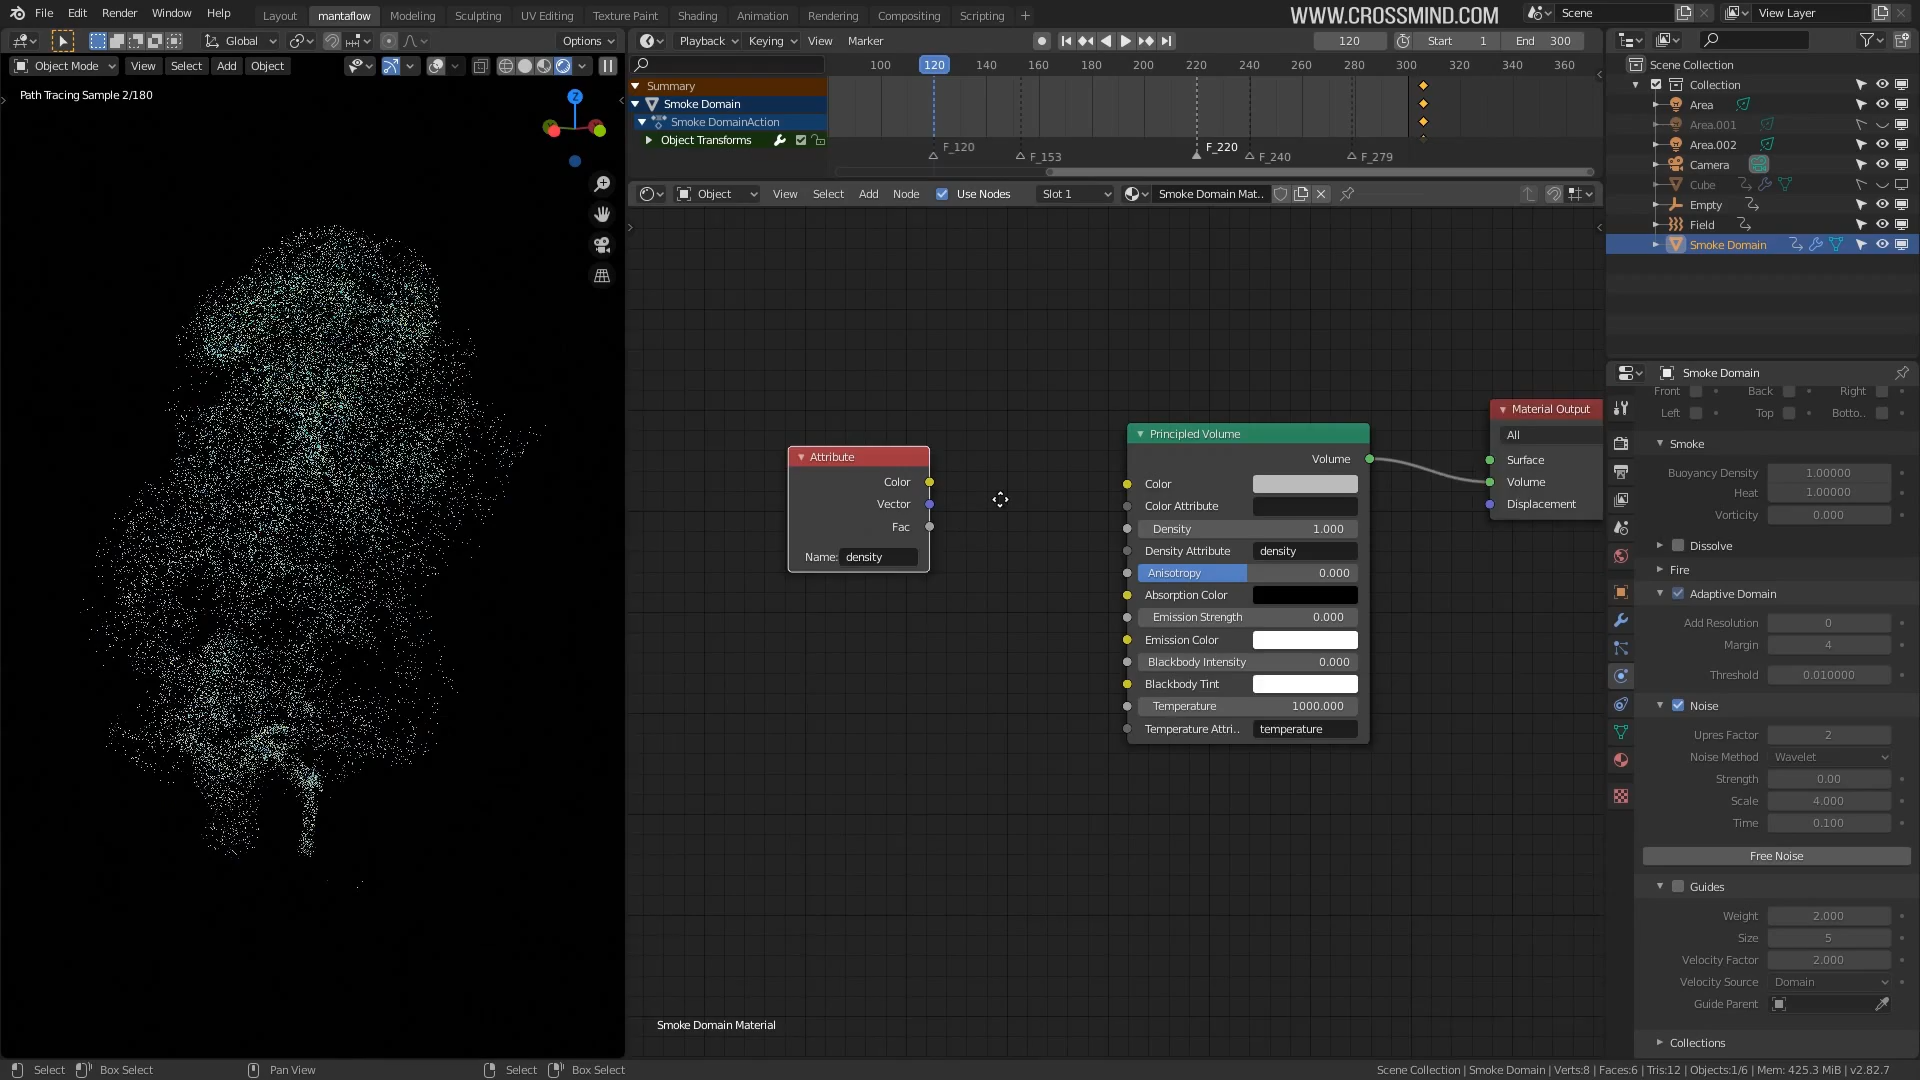 File Edit Render Window Help Layout mantaflow Modeling Sculpting UV Editing Texture Paint Shading Animation Rendering Compositing Scripting +
WWW.CROSSMIND.COM
Scene
View Layer
Global
Options
Object Mode View Select Add Object
Path Tracing Sample 2/180
Z
Playback Keying View Marker
120
Start 1
End 300
100 120 140 160 180 200 220 240 260 280 300 320 340 360
Summary
Smoke Domain
Smoke DomainAction
Object Transforms
F_120
F_153
F_220
F_240
F_279
Object View Select Add Node Use Nodes Slot 1 Smoke Domain Mat..
Attribute
Color
Vector
Fac
Name: density
Principled Volume
Volume
Color
Color Attribute
Density 1.000
Density Attribute density
Anisotropy 0.000
Absorption Color
Emission Strength 0.000
Emission Color
Blackbody Intensity 0.000
Blackbody Tint
Temperature 1000.000
Temperature Attri.. temperature
Material Output
All
Surface
Volume
Displacement
Smoke Domain Material
Scene Collection
Collection
Area
Area.001
Area.002
Camera
Cube
Empty
Field
Smoke Domain
Smoke Domain
Front Back Right
Left Top Botto..
Smoke
Buoyancy Density 1.00000
Heat 1.00000
Vorticity 0.000
Dissolve
Fire
Adaptive Domain
Add Resolution 0
Margin 4
Threshold 0.010000
Noise
Upres Factor 2
Noise Method Wavelet
Strength 0.00
Scale 4.000
Time 0.100
Free Noise
Guides
Weight 2.000
Size 5
Velocity Factor 2.000
Velocity Source Domain
Guide Parent
Collections
Select Box Select Pan View Select Box Select
Scene Collection | Smoke Domain | Verts:8 | Faces:6 | Tris:12 | Objects:1/6 | Mem: 425.3 MiB | v2.82.7